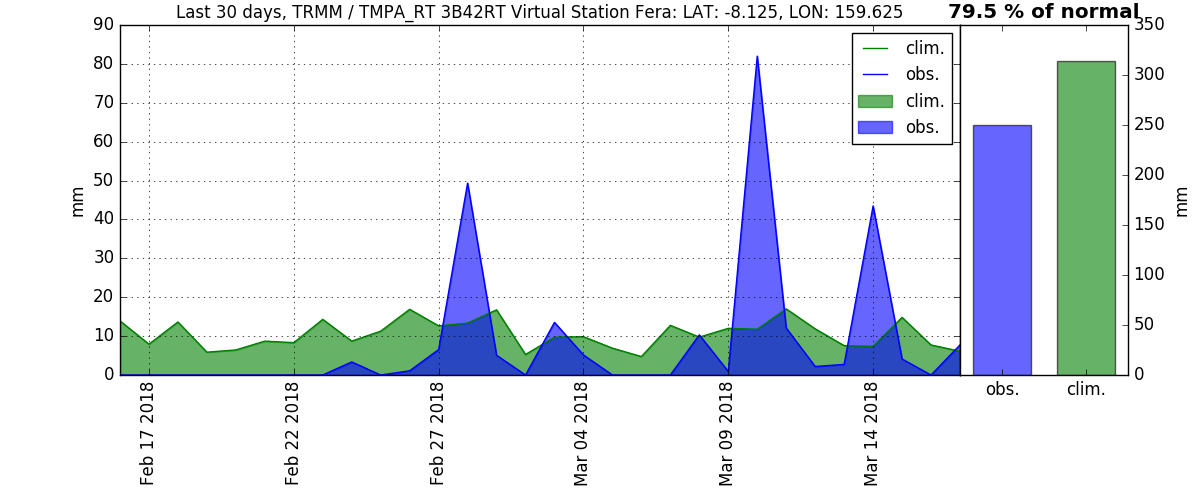 Last 30 days, TRMM / TMPA_RT 3B42RT Virtual Station Fera: LAT: -8.125, LON: 159.625
79.5 % of normal
90
80
70
60
50
40
30
20
10
0
mm
clim.
obs.
clim.
obs.
Feb 17 2018
Feb 22 2018
Feb 27 2018
Mar 04 2018
Mar 09 2018
Mar 14 2018
350
300
250
200
150
100
50
0
mm
obs.
clim.